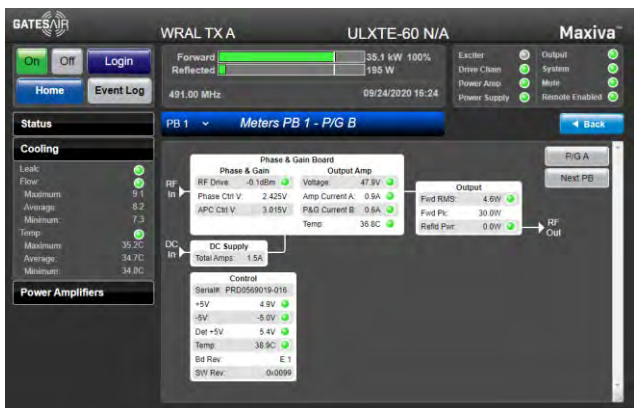 GATESAIR WRAL TX A ULXTE-60 N/A Maxiva
On Off Login
Home Event Log
Forward 35.1 kW 100%
Reflected 195 W
491.00 MHz 09/24/2020 16:24
Exciter Output
Drive Chain System
Power Amp Mute
Power Supply Remote Enabled
Status PB 1 Meters PB 1 - P/G B Back
Cooling
Leak:
Flow:
Maximum: 9.1
Average: 8.2
Minimum: 7.3
Temp:
Maximum: 35.2C
Average: 34.7C
Minimum: 34.0C
Power Amplifiers
P/G A
Next PB
RF In
Phase & Gain Board
Phase & Gain Output Amp
RF Drive: -0.1dBm Voltage: 47.9V
Phase Ctrl V: 2.425V Amp Current A: 0.9A
APC Ctrl V: 3.015V P&G Current B: 0.6A
Temp: 36.8C
Output
Fwd RMS: 4.6W
Fwd Pk: 30.0W
Refld Pwr: 0.0W
RF Out
DC In
DC Supply
Total Amps: 1.5A
Control
Serial#: PRD0569019-016
+5V 4.9V
-5V: -5.0V
Det +5V: 5.4V
Temp: 38.9C
Bd Rev: E.1
SW Rev: 0x0099